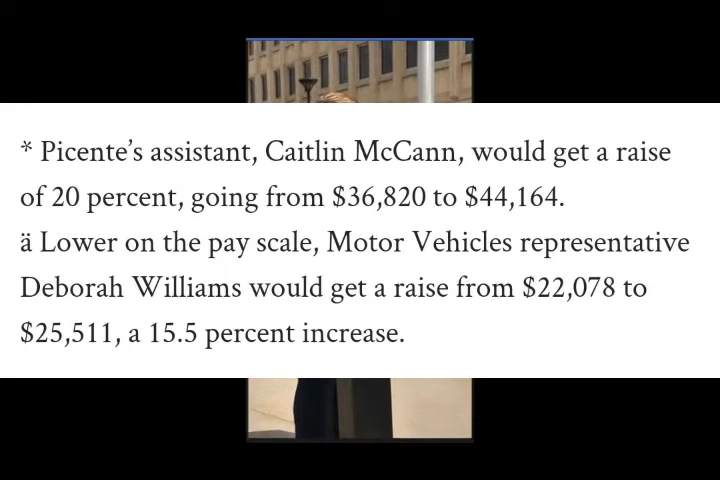 * Picente’s assistant, Caitlin McCann, would get a raise
of 20 percent, going from $36,820 to $44,164.
ä Lower on the pay scale, Motor Vehicles representative
Deborah Williams would get a raise from $22,078 to
$25,511, a 15.5 percent increase.